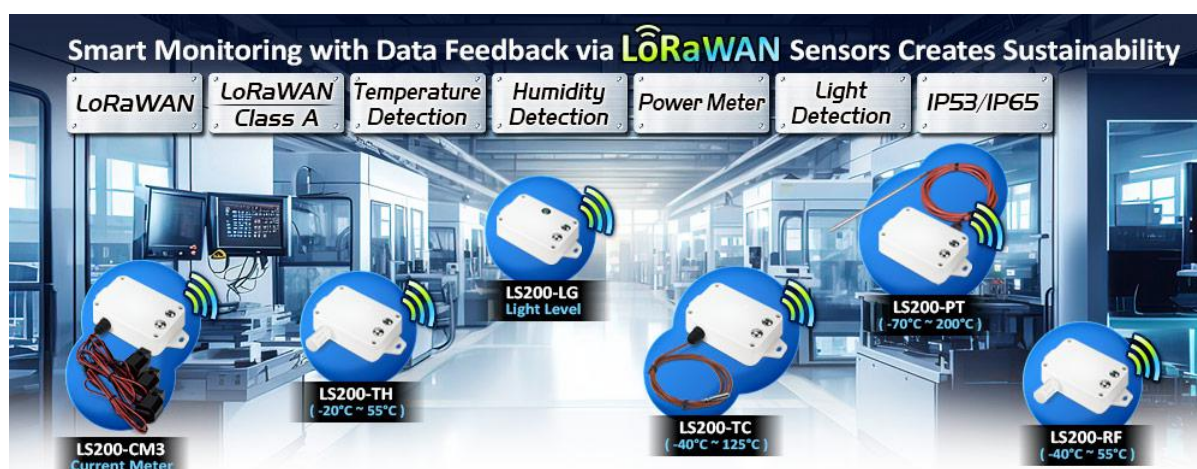 Smart Monitoring with Data Feedback via LoRaWAN Sensors Creates Sustainability
LoRaWAN
LoRaWAN
Class A
Temperature
Detection
Humidity
Detection
Power Meter
Light
Detection
IP53/IP65
LS200-LG
Light Level
LS200-PT
( -70°C ~ 200°C )
LS200-TH
( -20°C ~ 55°C )
LS200-TC
( -40°C ~ 125°C )
LS200-RF
( -40°C ~ 55°C )
LS200-CM3
Current Meter